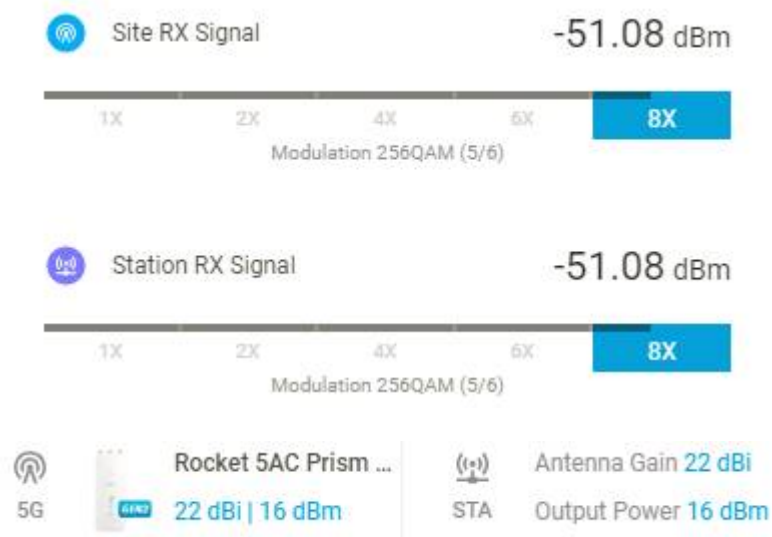 Site RX Signal -51.08 dBm
1X 2X 4X 6X 8X
Modulation 256QAM (5/6)
Station RX Signal -51.08 dBm
1X 2X 4X 6X 8X
Modulation 256QAM (5/6)
Rocket 5AC Prism ... Antenna Gain 22 dBi
5G GEN2 22 dBi | 16 dBm STA Output Power 16 dBm